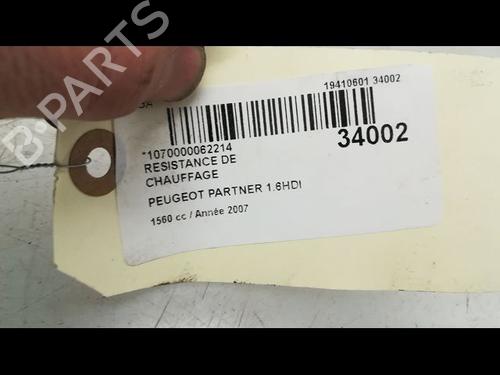 B-PARTS
19410601 34002
*1070000062214
34002
RESISTANCE DE
CHAUFFAGE
PEUGEOT PARTNER 1.6HDI
1560 cc / Année 2007